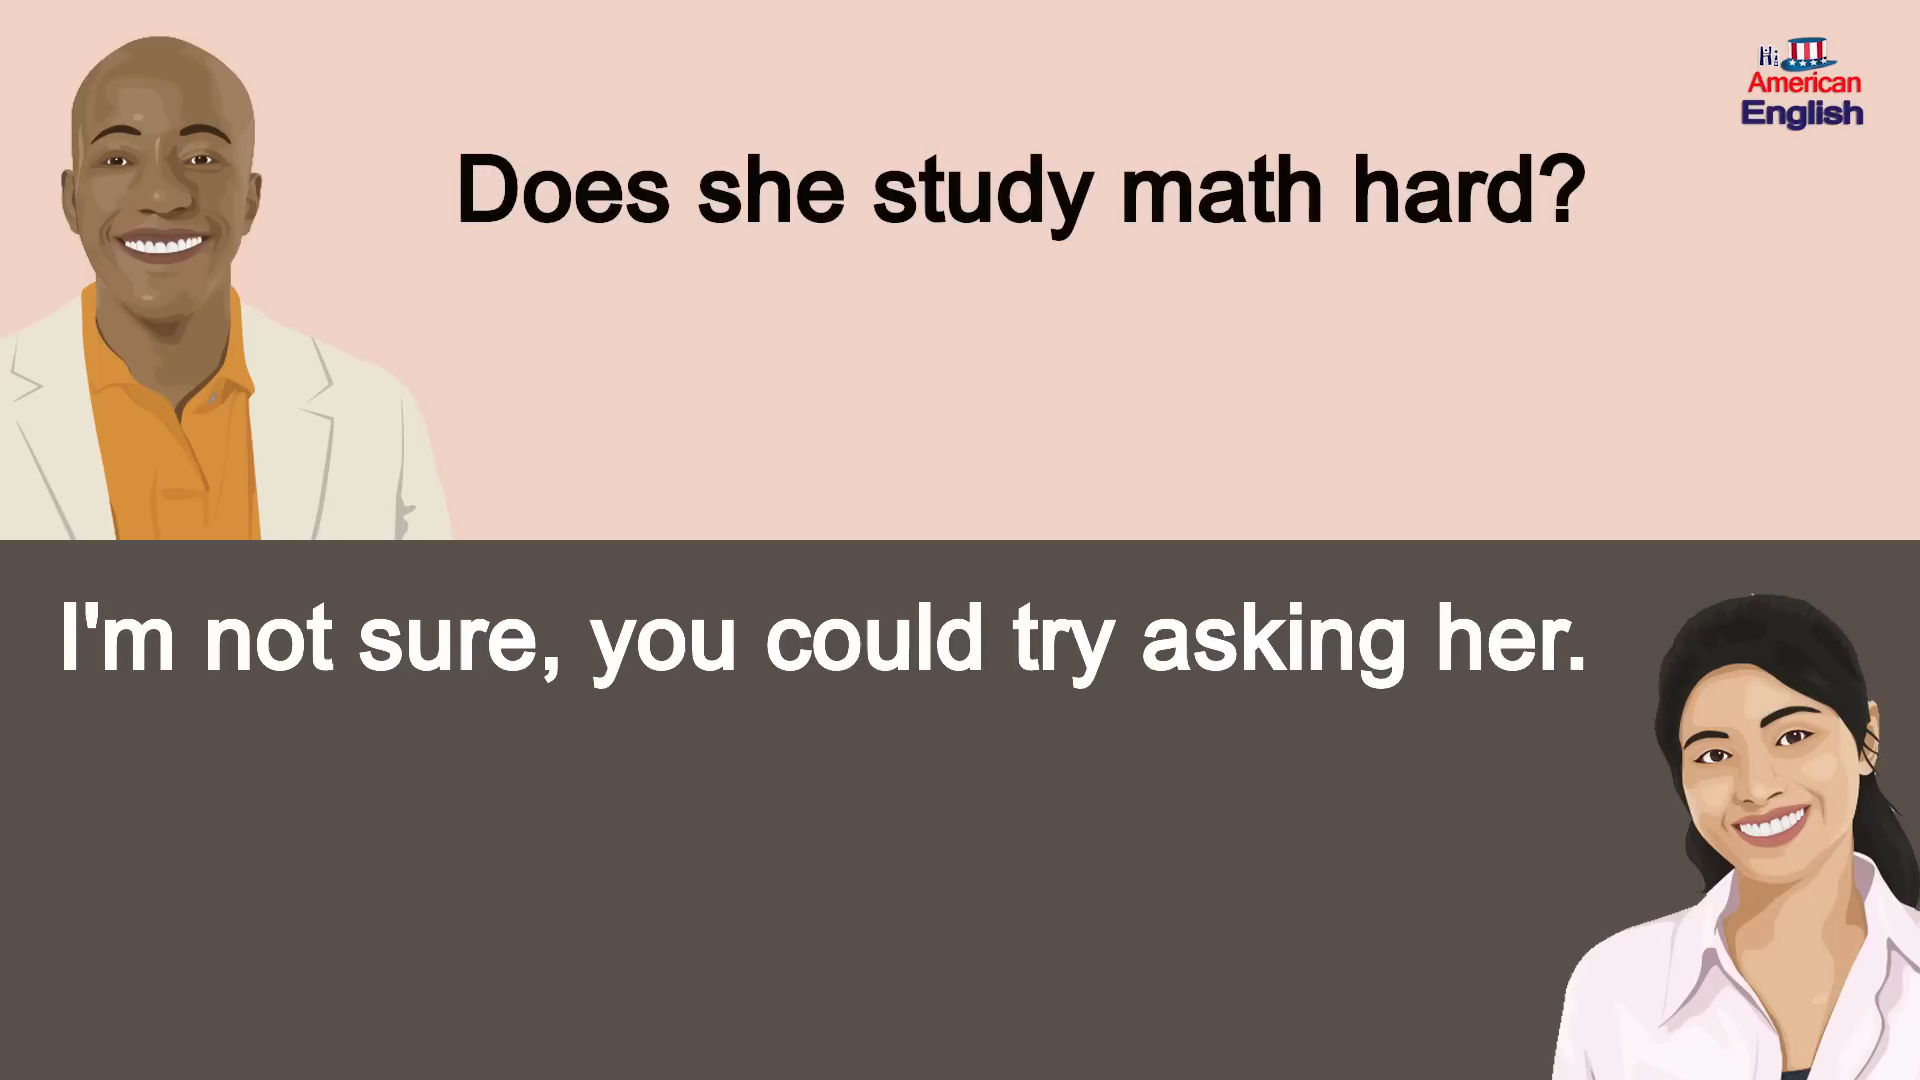 Hi
American
English
Does she study math hard?
I'm not sure, you could try asking her.